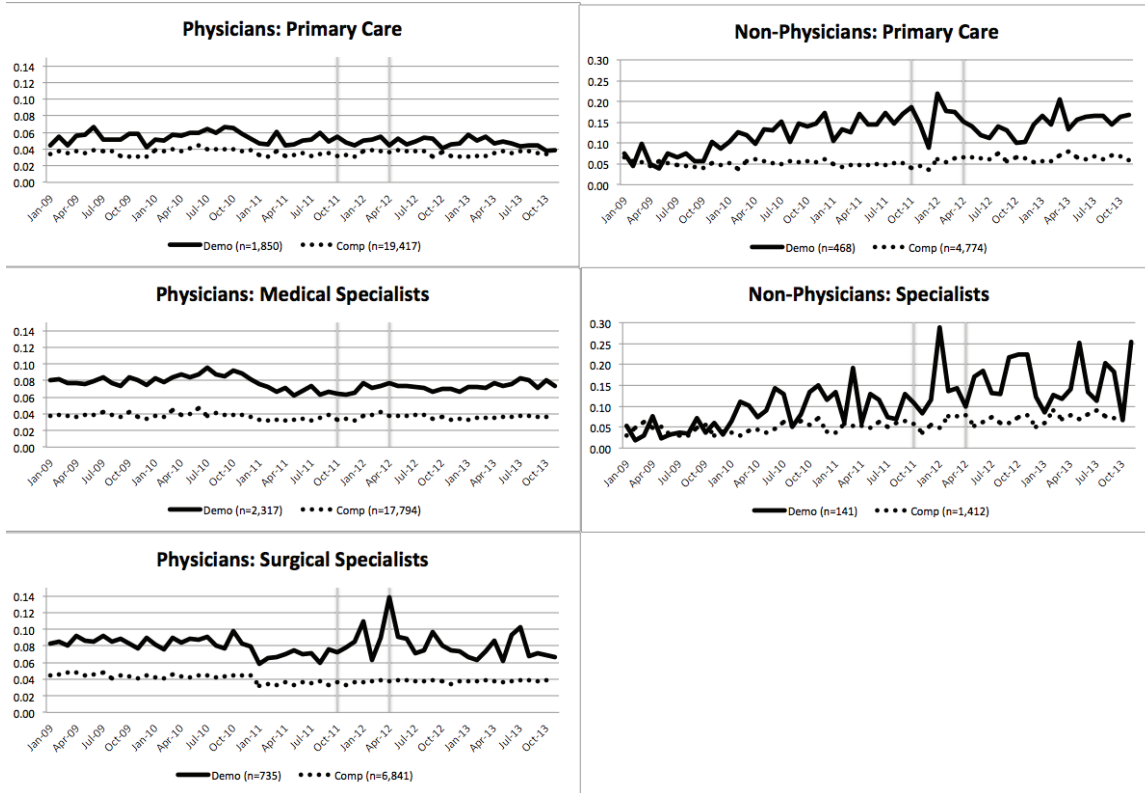 Physicians: Primary Care
0.14
0.12
0.10
0.08
0.06
0.04
0.02
0.00
Jan-09 Apr-09 Jul-09 Oct-09 Jan-10 Apr-10 Jul-10 Oct-10 Jan-11 Apr-11 Jul-11 Oct-11 Jan-12 Apr-12 Jul-12 Oct-12 Jan-13 Apr-13 Jul-13 Oct-13
Demo (n=1,850) Comp (n=19,417)
Non-Physicians: Primary Care
0.30
0.25
0.20
0.15
0.10
0.05
0.00
Jan-09 Apr-09 Jul-09 Oct-09 Jan-10 Apr-10 Jul-10 Oct-10 Jan-11 Apr-11 Jul-11 Oct-11 Jan-12 Apr-12 Jul-12 Oct-12 Jan-13 Apr-13 Jul-13 Oct-13
Demo (n=468) Comp (n=4,774)
Physicians: Medical Specialists
0.14
0.12
0.10
0.08
0.06
0.04
0.02
0.00
Jan-09 Apr-09 Jul-09 Oct-09 Jan-10 Apr-10 Jul-10 Oct-10 Jan-11 Apr-11 Jul-11 Oct-11 Jan-12 Apr-12 Jul-12 Oct-12 Jan-13 Apr-13 Jul-13 Oct-13
Demo (n=2,317) Comp (n=17,794)
Non-Physicians: Specialists
0.30
0.25
0.20
0.15
0.10
0.05
0.00
Jan-09 Apr-09 Jul-09 Oct-09 Jan-10 Apr-10 Jul-10 Oct-10 Jan-11 Apr-11 Jul-11 Oct-11 Jan-12 Apr-12 Jul-12 Oct-12 Jan-13 Apr-13 Jul-13 Oct-13
Demo (n=141) Comp (n=1,412)
Physicians: Surgical Specialists
0.14
0.12
0.10
0.08
0.06
0.04
0.02
0.00
Jan-09 Apr-09 Jul-09 Oct-09 Jan-10 Apr-10 Jul-10 Oct-10 Jan-11 Apr-11 Jul-11 Oct-11 Jan-12 Apr-12 Jul-12 Oct-12 Jan-13 Apr-13 Jul-13 Oct-13
Demo (n=735) Comp (n=6,841)